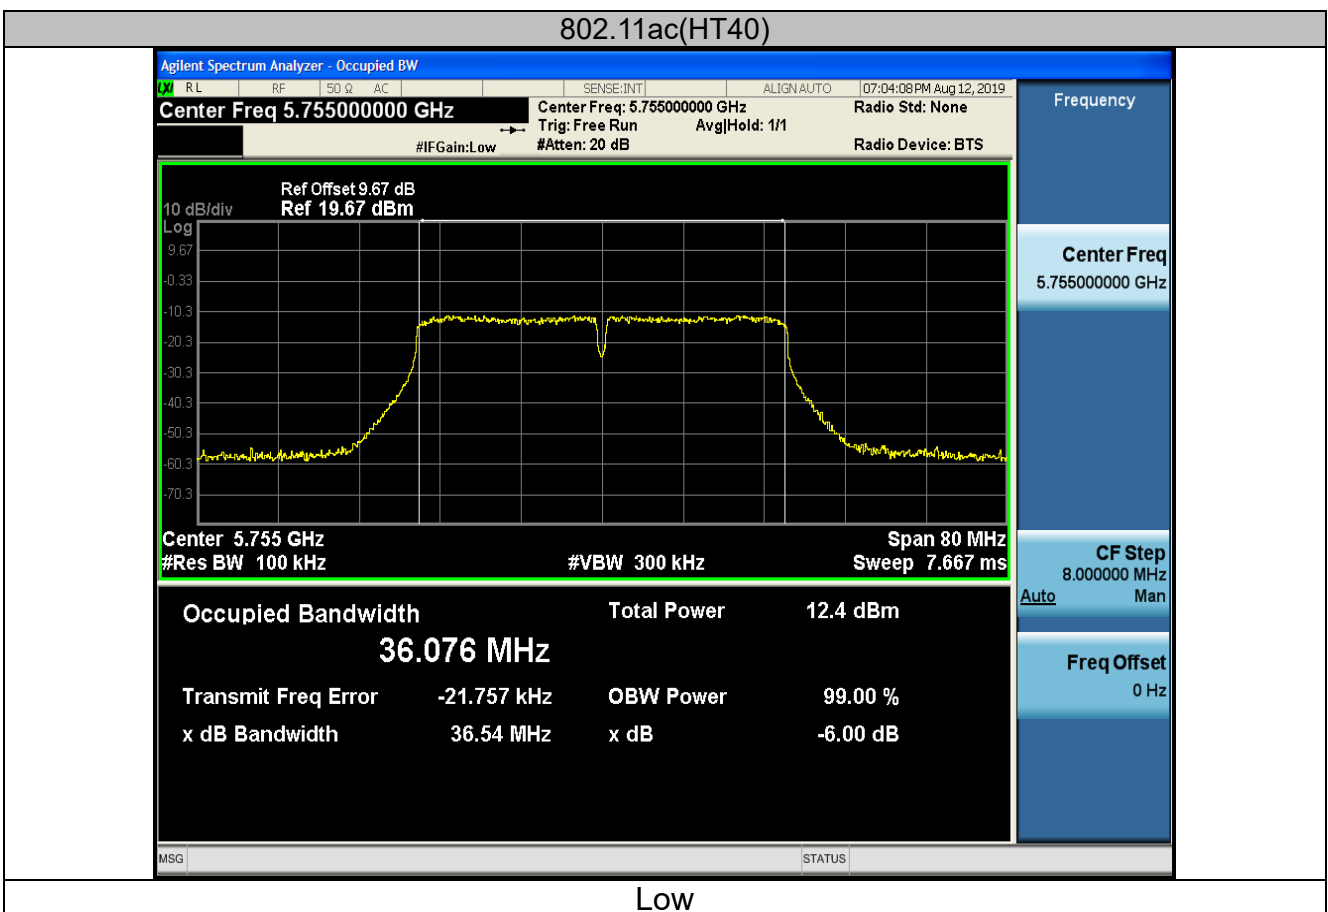 802.11ac(HT40)
Agilent Spectrum Analyzer - Occupied BW
LXI RL RF 50 Ω AC SENSE:INT ALIGN AUTO 07:04:08 PM Aug 12, 2019
Center Freq 5.755000000 GHz
Center Freq: 5.755000000 GHz Radio Std: None
Trig: Free Run Avg|Hold: 1/1
#IFGain:Low #Atten: 20 dB Radio Device: BTS
Frequency
Ref Offset 9.67 dB
10 dB/div Ref 19.67 dBm
Log
9.67
-0.33
-10.3
-20.3
-30.3
-40.3
-50.3
-60.3
-70.3
Center 5.755 GHz Span 80 MHz
#Res BW 100 kHz #VBW 300 kHz Sweep 7.667 ms
Center Freq
5.755000000 GHz
CF Step
8.000000 MHz
Auto Man
Freq Offset
0 Hz
Occupied Bandwidth Total Power 12.4 dBm
36.076 MHz
Transmit Freq Error -21.757 kHz OBW Power 99.00 %
x dB Bandwidth 36.54 MHz x dB -6.00 dB
MSG STATUS
Low